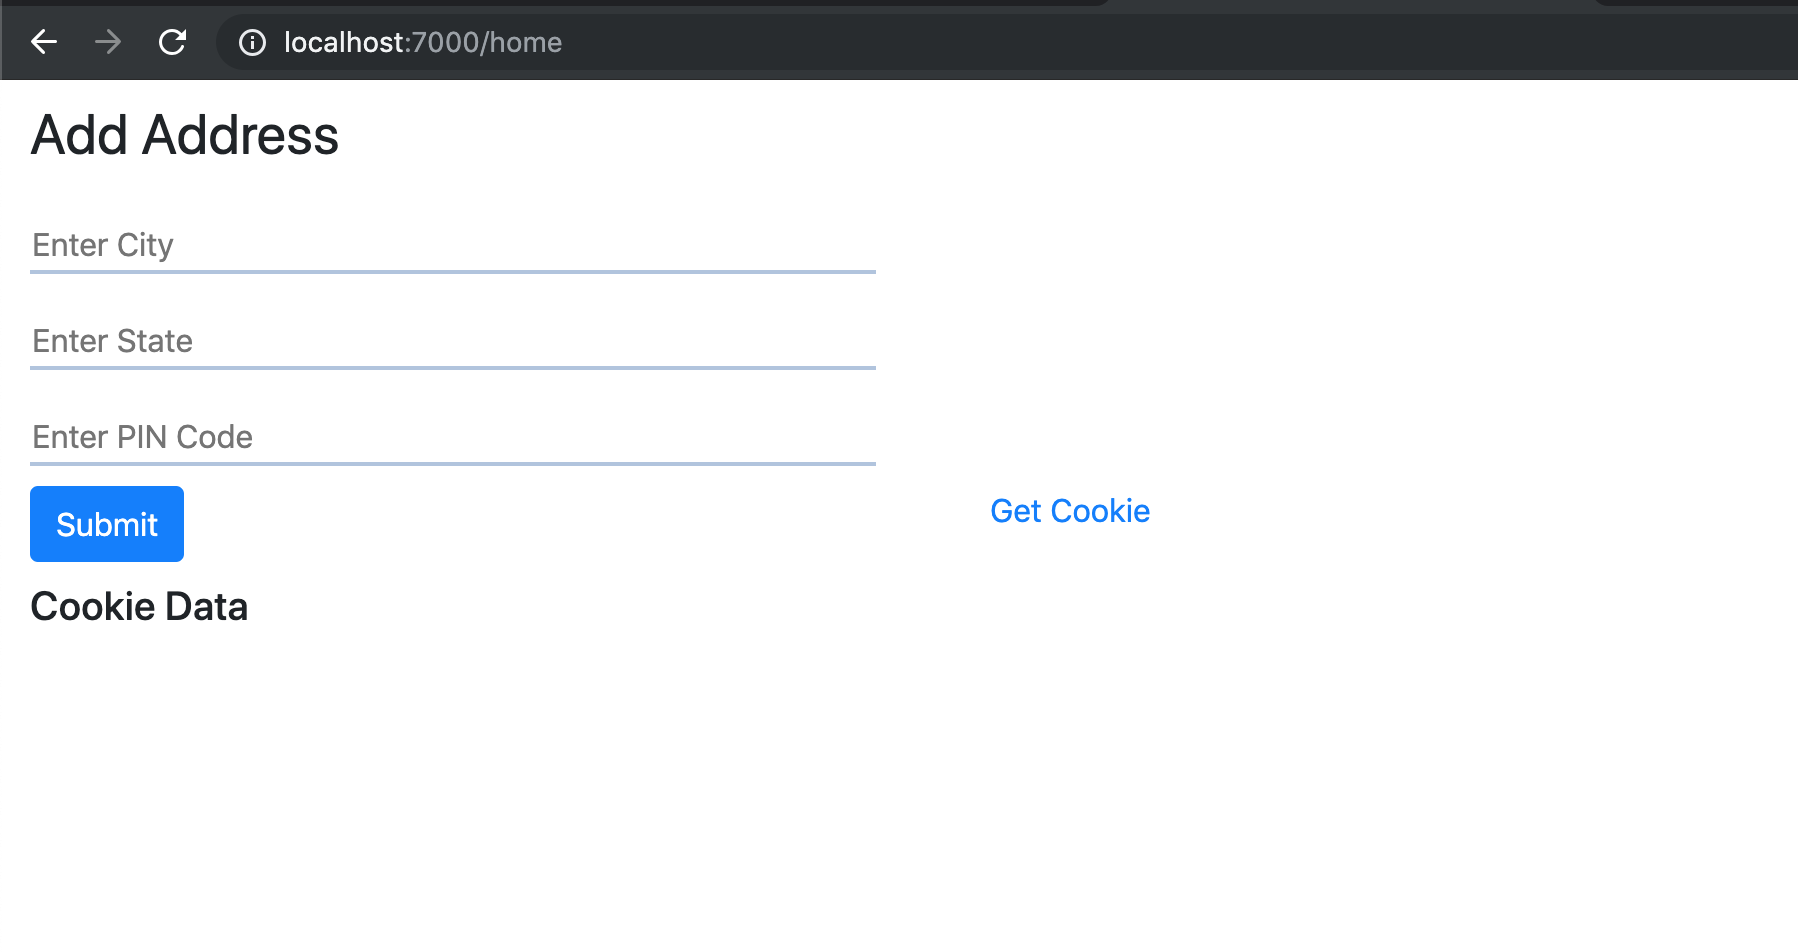 localhost:7000/home
Add Address
Enter City
Enter State
Enter PIN Code
Submit
Get Cookie
Cookie Data